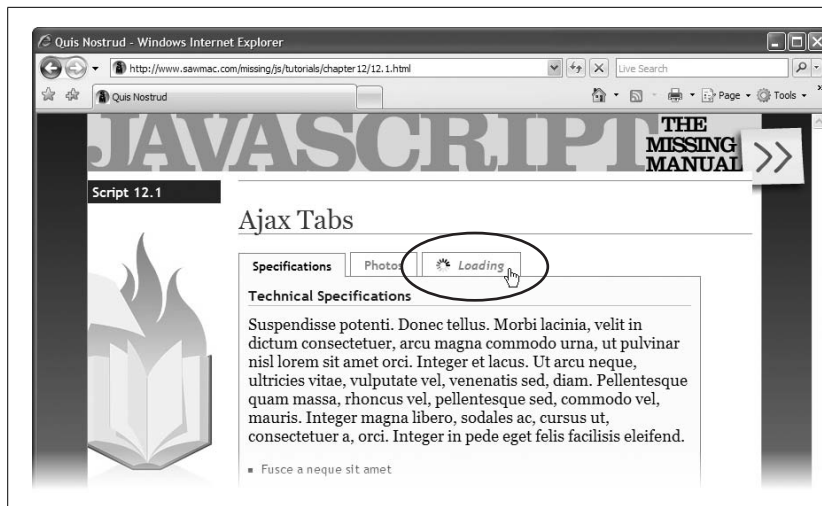 Quis Nostrud - Windows Internet Explorer
http://www.sawmac.com/missing/js/tutorials/chapter12/12.1.html
Live Search
Quis Nostrud
Page
Tools
JAVASCRIPT
THE
MISSING
MANUAL
Script 12.1
Ajax Tabs
Specifications
Photos
Loading
Technical Specifications
Suspendisse potenti. Donec tellus. Morbi lacinia, velit in
dictum consectetuer, arcu magna commodo urna, ut pulvinar
nisl lorem sit amet orci. Integer et lacus. Ut arcu neque,
ultricies vitae, vulputate vel, venenatis sed, diam. Pellentesque
quam massa, rhoncus vel, pellentesque sed, commodo vel,
mauris. Integer magna libero, sodales ac, cursus ut,
consectetuer a, orci. Integer in pede eget felis facilisis eleifend.
Fusce a neque sit amet